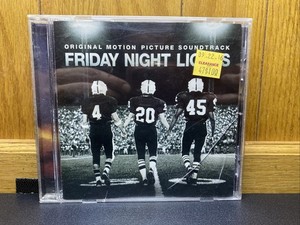 ORIGINAL MOTION PICTURE SOUNDTRACK
FRIDAY NIGHT LIGHTS
CLEARANCE
4 20 45